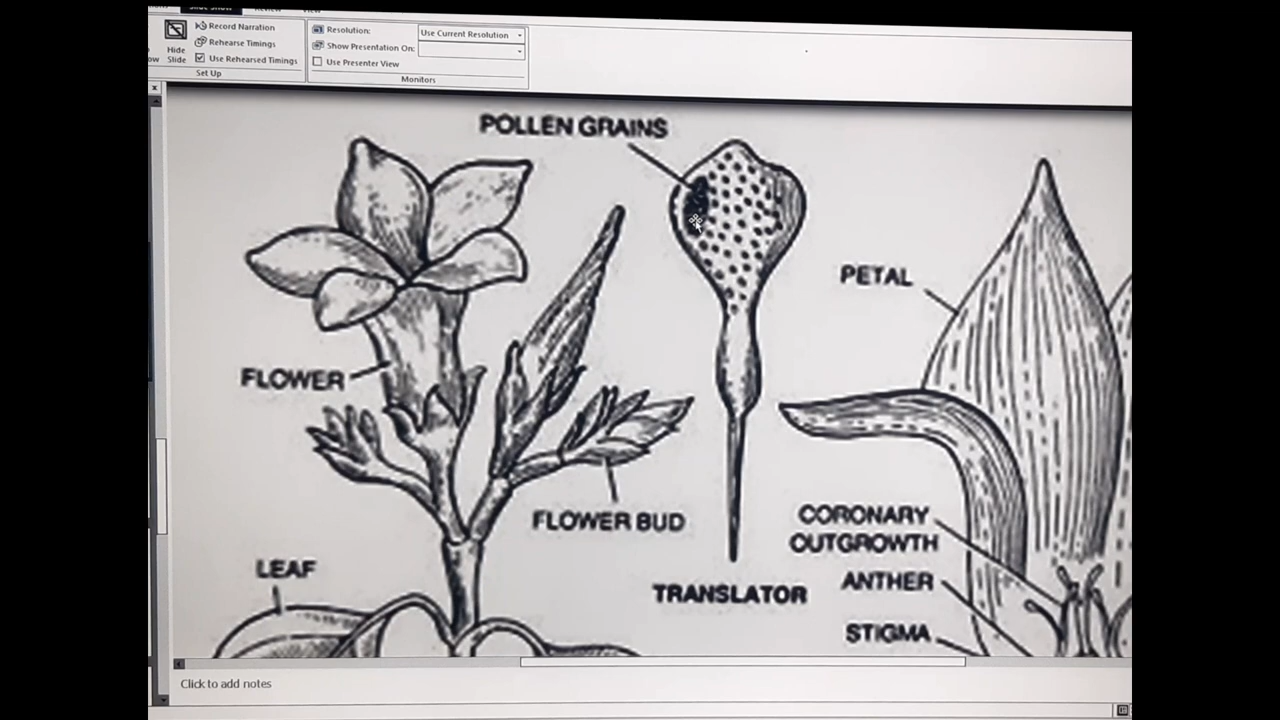 Record Narration
Rehearse Timings
Use Rehearsed Timings
Hide
Slide
Set Up
Resolution:
Use Current Resolution
Show Presentation On:
Use Presenter View
Monitors
POLLEN GRAINS
PETAL
FLOWER
FLOWER BUD
CORONARY
OUTGROWTH
LEAF
ANTHER
TRANSLATOR
STIGMA
Click to add notes